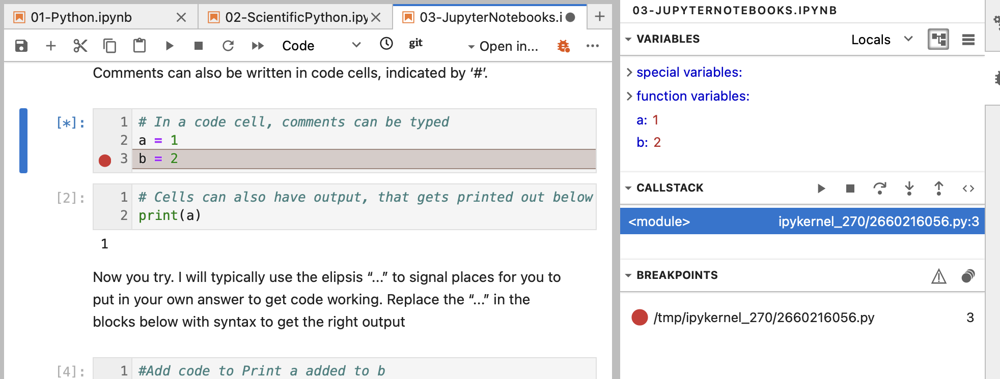 01-Python.ipynb
02-ScientificPython.ipy
03-JupyterNotebooks.i
Code
git
Open in...
Comments can also be written in code cells, indicated by ‘#’.
[*]:
1 # In a code cell, comments can be typed
2 a = 1
3 b = 2
[2]:
1 # Cells can also have output, that gets printed out below
2 print(a)
1
Now you try. I will typically use the elipsis “...” to signal places for you to
put in your own answer to get code working. Replace the “...” in the
blocks below with syntax to get the right output
[4]:
1 #Add code to Print a added to b
03-JUPYTERNOTEBOOKS.IPYNB
VARIABLES
Locals
special variables:
function variables:
a: 1
b: 2
CALLSTACK
<module> ipykernel_270/2660216056.py:3
BREAKPOINTS
/tmp/ipykernel_270/2660216056.py 3